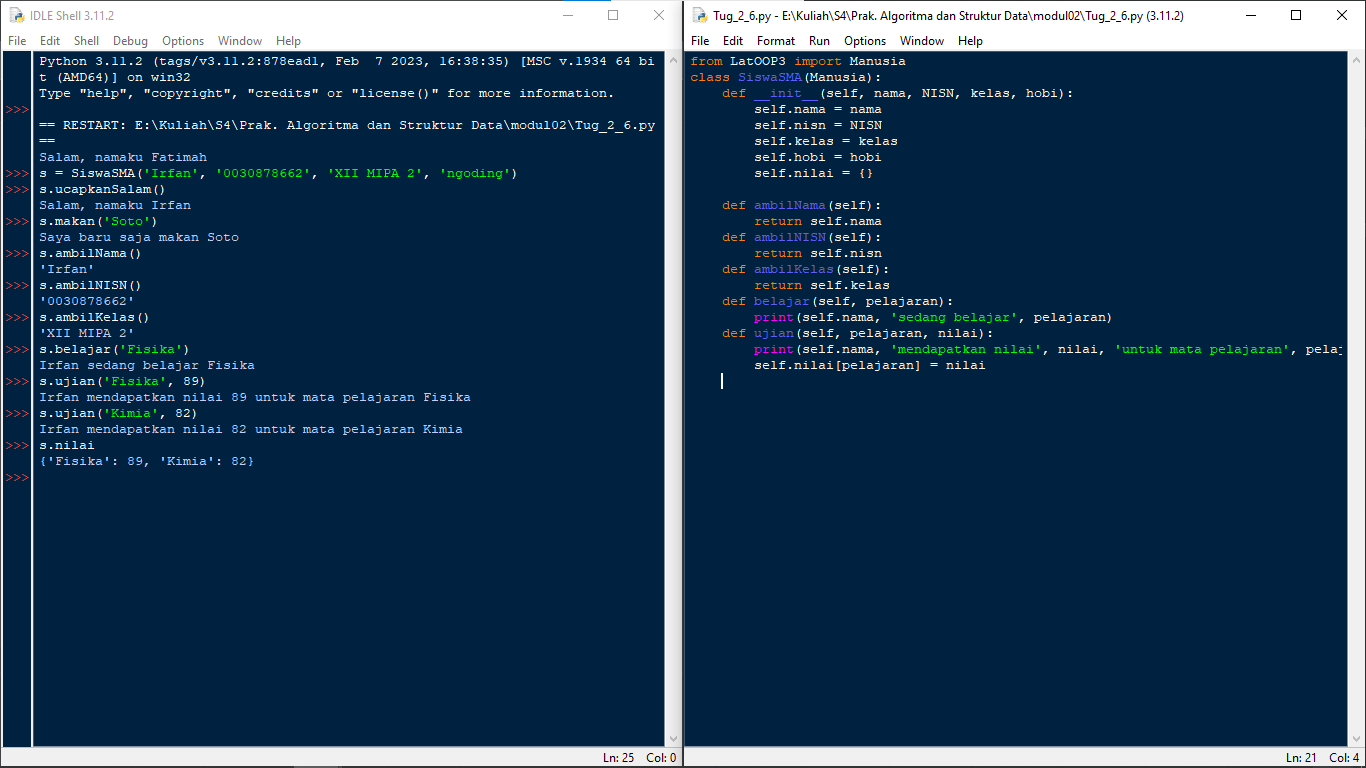 IDLE Shell 3.11.2
File Edit Shell Debug Options Window Help
Python 3.11.2 (tags/v3.11.2:878ead1, Feb  7 2023, 16:38:35) [MSC v.1934 64 bi
t (AMD64)] on win32
Type "help", "copyright", "credits" or "license()" for more information.
>>>
== RESTART: E:\Kuliah\S4\Prak. Algoritma dan Struktur Data\modul02\Tug_2_6.py
==
Salam, namaku Fatimah
>>> s = SiswaSMA('Irfan', '0030878662', 'XII MIPA 2', 'ngoding')
>>> s.ucapkanSalam()
Salam, namaku Irfan
>>> s.makan('Soto')
Saya baru saja makan Soto
>>> s.ambilNama()
'Irfan'
>>> s.ambilNISN()
'0030878662'
>>> s.ambilKelas()
'XII MIPA 2'
>>> s.belajar('Fisika')
Irfan sedang belajar Fisika
>>> s.ujian('Fisika', 89)
Irfan mendapatkan nilai 89 untuk mata pelajaran Fisika
>>> s.ujian('Kimia', 82)
Irfan mendapatkan nilai 82 untuk mata pelajaran Kimia
>>> s.nilai
{'Fisika': 89, 'Kimia': 82}
>>>
Ln: 25 Col: 0
Tug_2_6.py - E:\Kuliah\S4\Prak. Algoritma dan Struktur Data\modul02\Tug_2_6.py (3.11.2)
File Edit Format Run Options Window Help
from LatOOP3 import Manusia
class SiswaSMA(Manusia):
    def __init__(self, nama, NISN, kelas, hobi):
        self.nama = nama
        self.nisn = NISN
        self.kelas = kelas
        self.hobi = hobi
        self.nilai = {}
    def ambilNama(self):
        return self.nama
    def ambilNISN(self):
        return self.nisn
    def ambilKelas(self):
        return self.kelas
    def belajar(self, pelajaran):
        print(self.nama, 'sedang belajar', pelajaran)
    def ujian(self, pelajaran, nilai):
        print(self.nama, 'mendapatkan nilai', nilai, 'untuk mata pelajaran', pelaj
        self.nilai[pelajaran] = nilai
Ln: 21 Col: 4